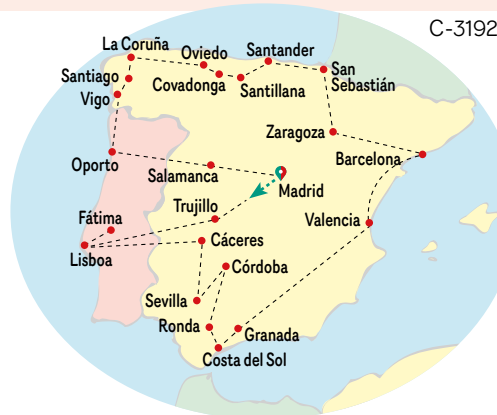 C-3192
La Coruña
Oviedo
Santander
Santiago
Covadonga
Santillana
San
Sebastián
Vigo
Zaragoza
Barcelona
Oporto
Salamanca
Madrid
Trujillo
Valencia
Fátima
Cáceres
Lisboa
Córdoba
Sevilla
Ronda
Granada
Costa del Sol